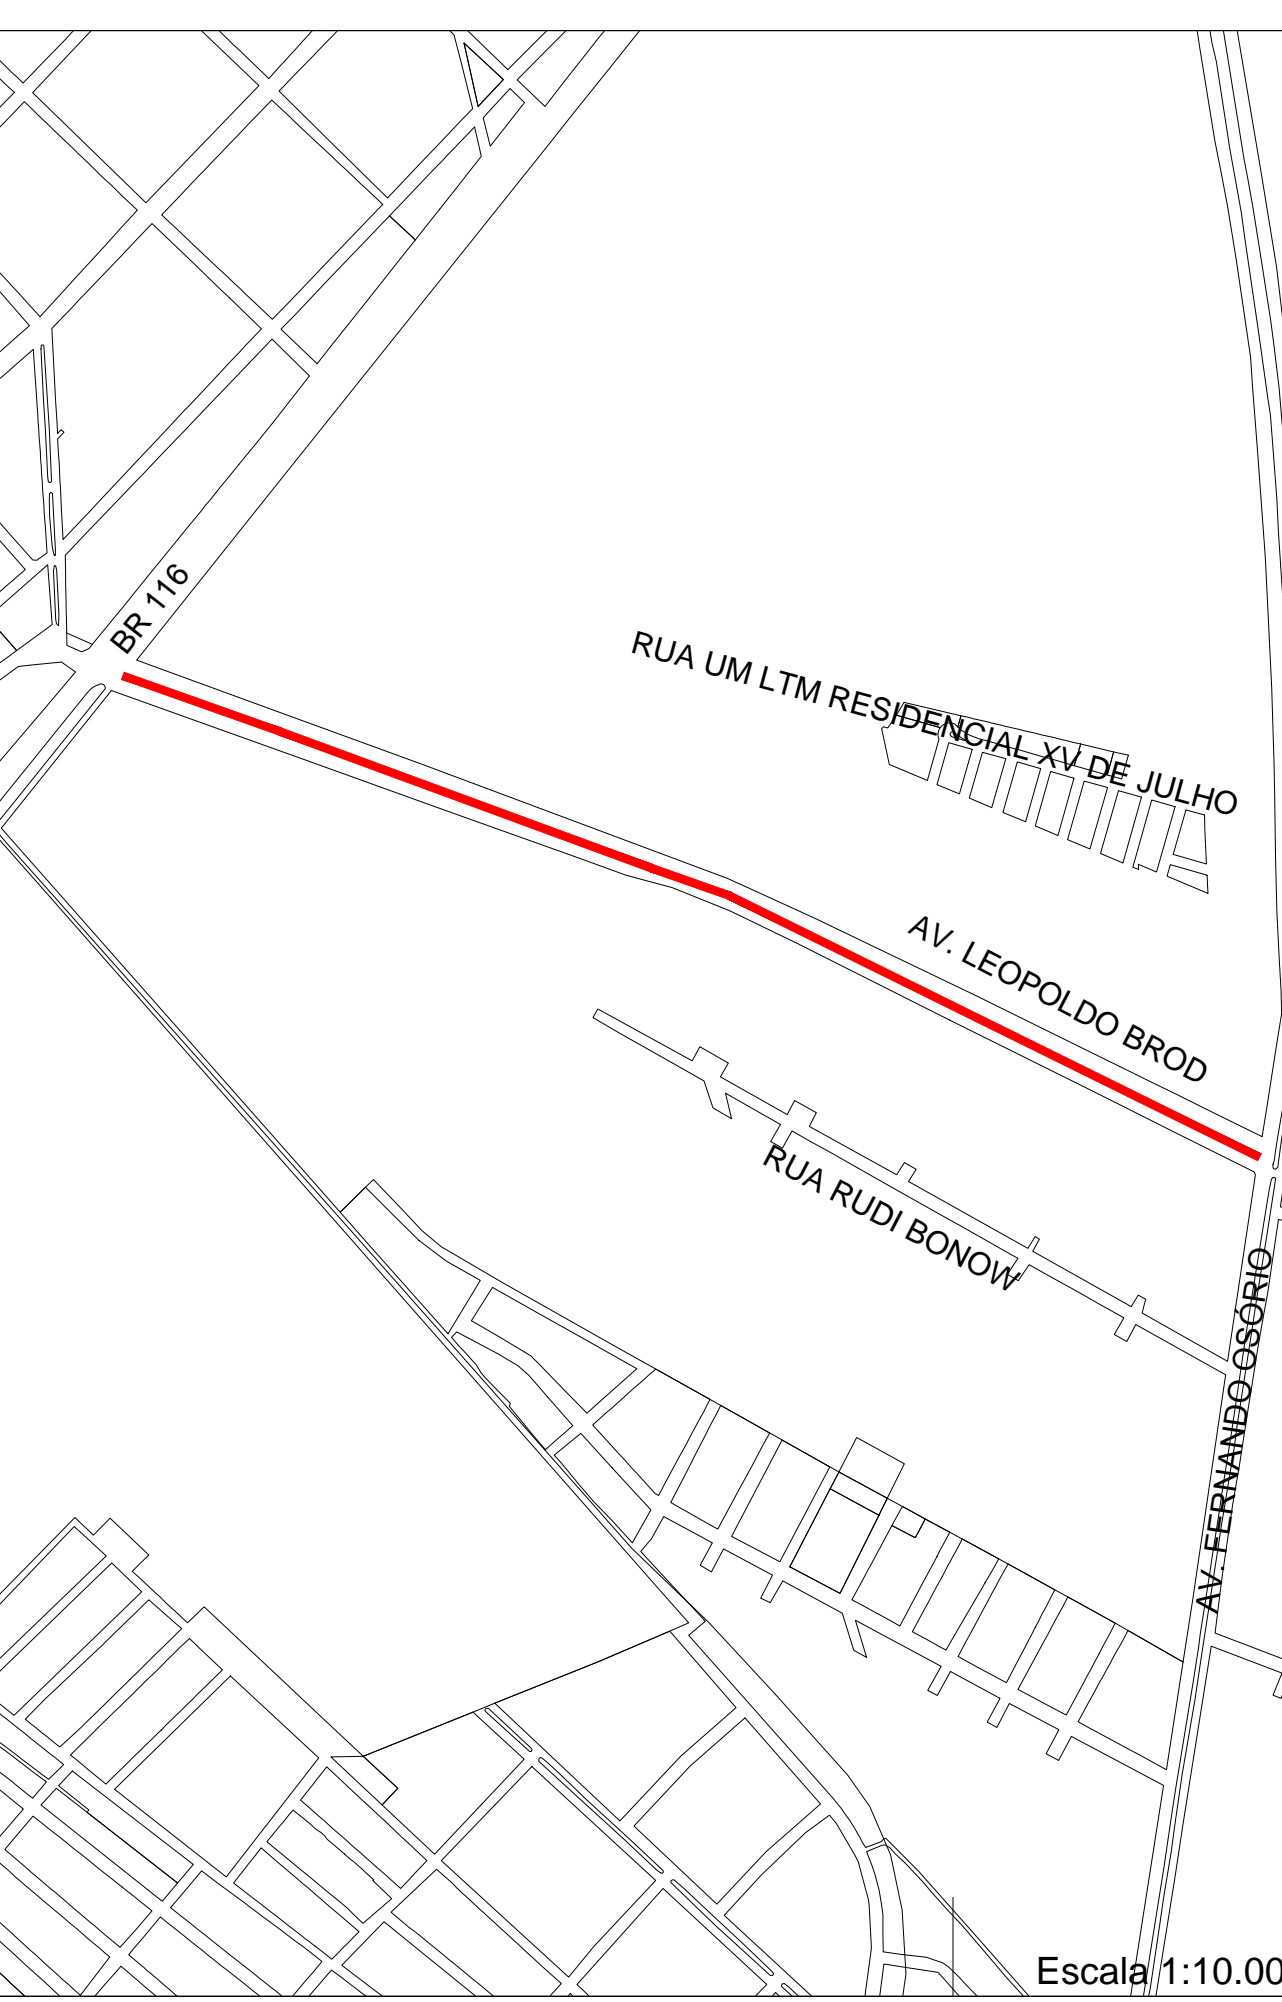 BR 116
RUA UM LTM RESIDENCIAL XV DE JULHO
AV. LEOPOLDO BROD
RUA RUDI BONOW
AV. FERNANDO OSÓRIO
Escala 1:10.00